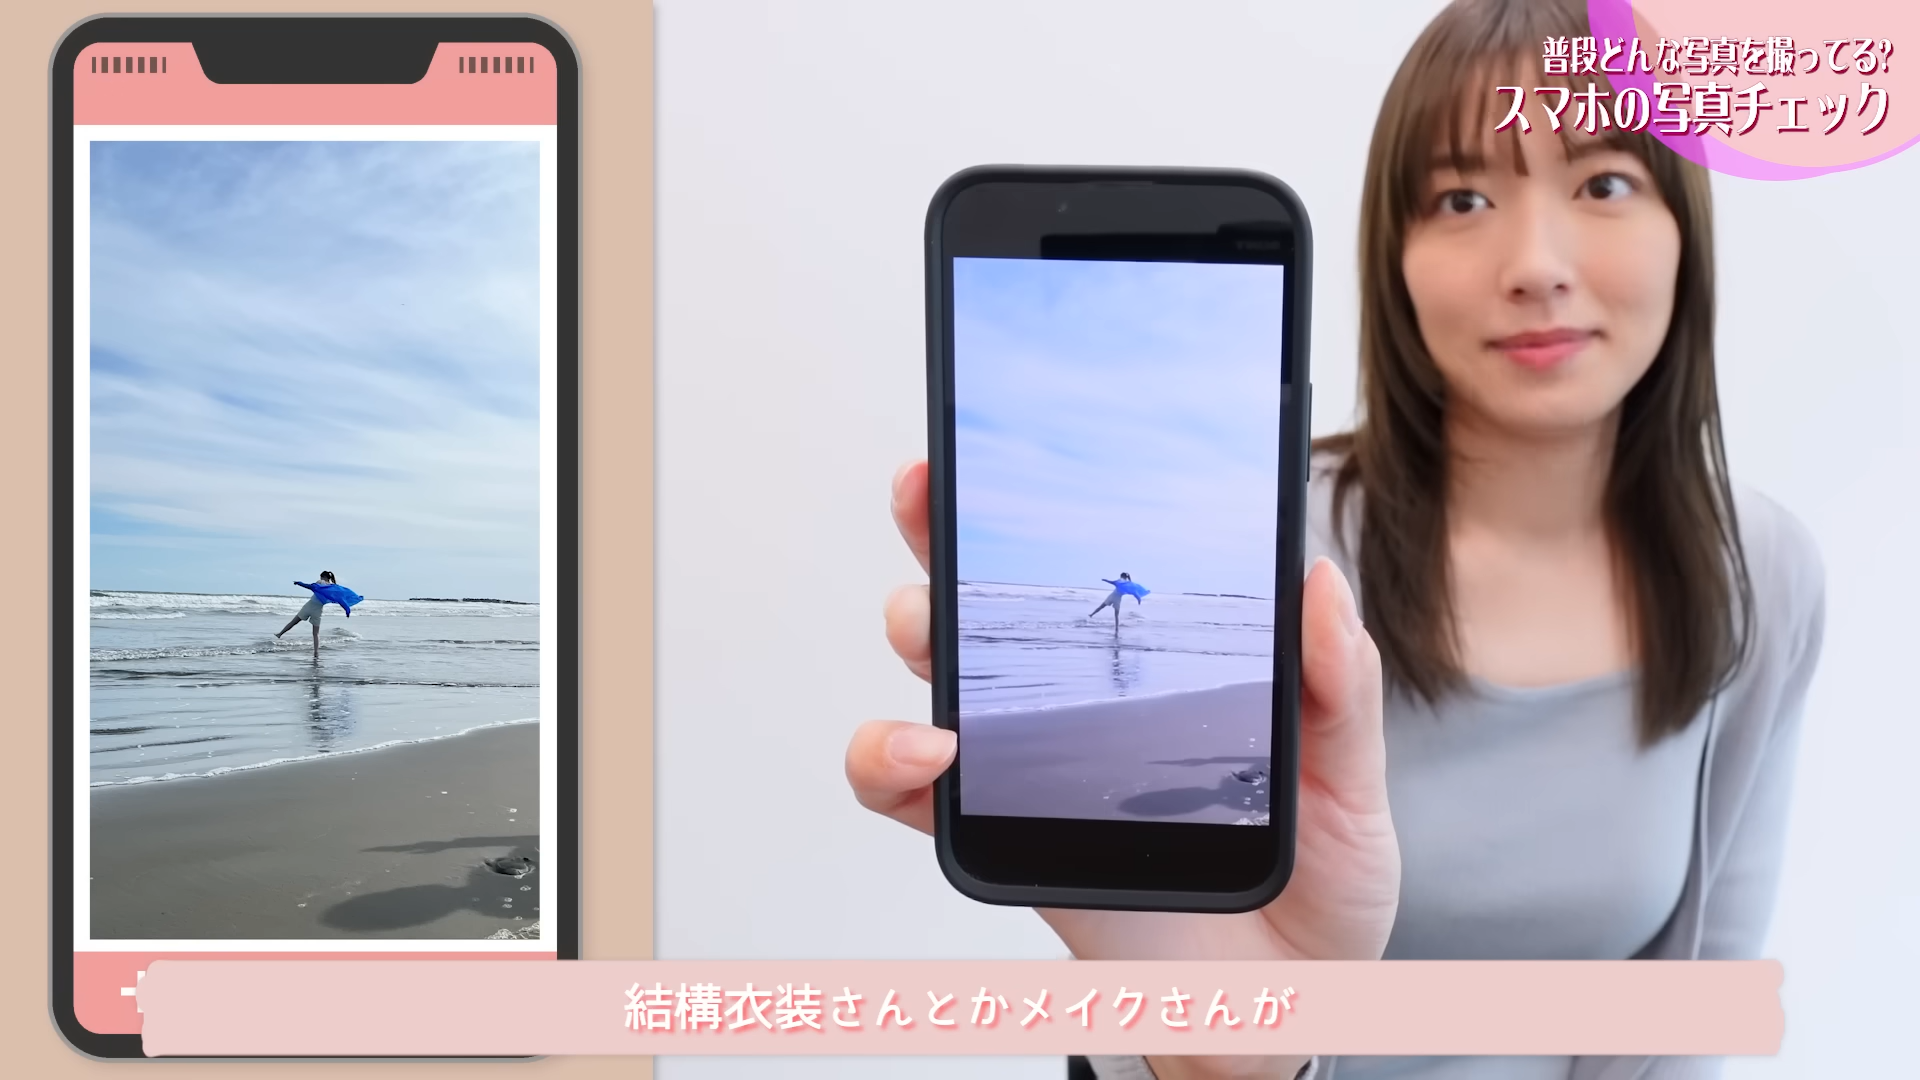 普段どんな写真を撮ってる?
スマホの写真チェック
結構衣装さんとかメイクさんが